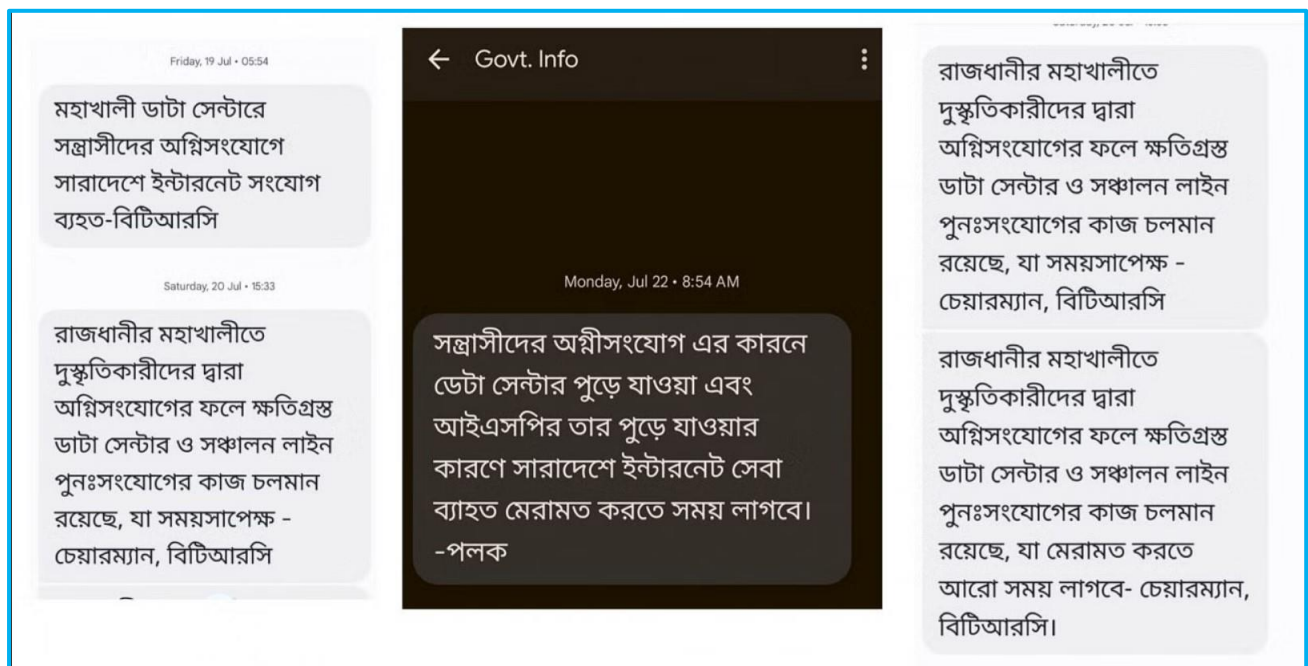 Friday, 19 Jul • 05:54
মহাখালী ডাটা সেন্টারে
সন্ত্রাসীদের অগ্নিসংযোগে
সারাদেশে ইন্টারনেট সংযোগ
ব্যহত-বিটিআরসি
Saturday, 20 Jul • 15:33
রাজধানীর মহাখালীতে
দুস্কৃতিকারীদের দ্বারা
অগ্নিসংযোগের ফলে ক্ষতিগ্রস্ত
ডাটা সেন্টার ও সঞ্চালন লাইন
পুনঃসংযোগের কাজ চলমান
রয়েছে, যা সময়সাপেক্ষ -
চেয়ারম্যান, বিটিআরসি
Govt. Info
Monday, Jul 22 • 8:54 AM
সন্ত্রাসীদের অগ্নীসংযোগ এর কারনে
ডেটা সেন্টার পুড়ে যাওয়া এবং
আইএসপির তার পুড়ে যাওয়ার
কারণে সারাদেশে ইন্টারনেট সেবা
ব্যাহত মেরামত করতে সময় লাগবে।
-পলক
রাজধানীর মহাখালীতে
দুস্কৃতিকারীদের দ্বারা
অগ্নিসংযোগের ফলে ক্ষতিগ্রস্ত
ডাটা সেন্টার ও সঞ্চালন লাইন
পুনঃসংযোগের কাজ চলমান
রয়েছে, যা সময়সাপেক্ষ -
চেয়ারম্যান, বিটিআরসি
রাজধানীর মহাখালীতে
দুস্কৃতিকারীদের দ্বারা
অগ্নিসংযোগের ফলে ক্ষতিগ্রস্ত
ডাটা সেন্টার ও সঞ্চালন লাইন
পুনঃসংযোগের কাজ চলমান
রয়েছে, যা মেরামত করতে
আরো সময় লাগবে- চেয়ারম্যান,
বিটিআরসি।